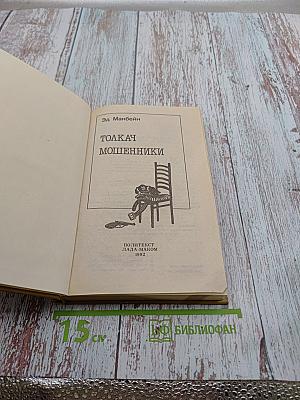 Эд Макбейн
ТОЛКАЧ
МОШЕННИКИ
ПОЛИТЕКСТ
ЛАДА-МАКОМ
1992
15 см
БИБЛИОФАН